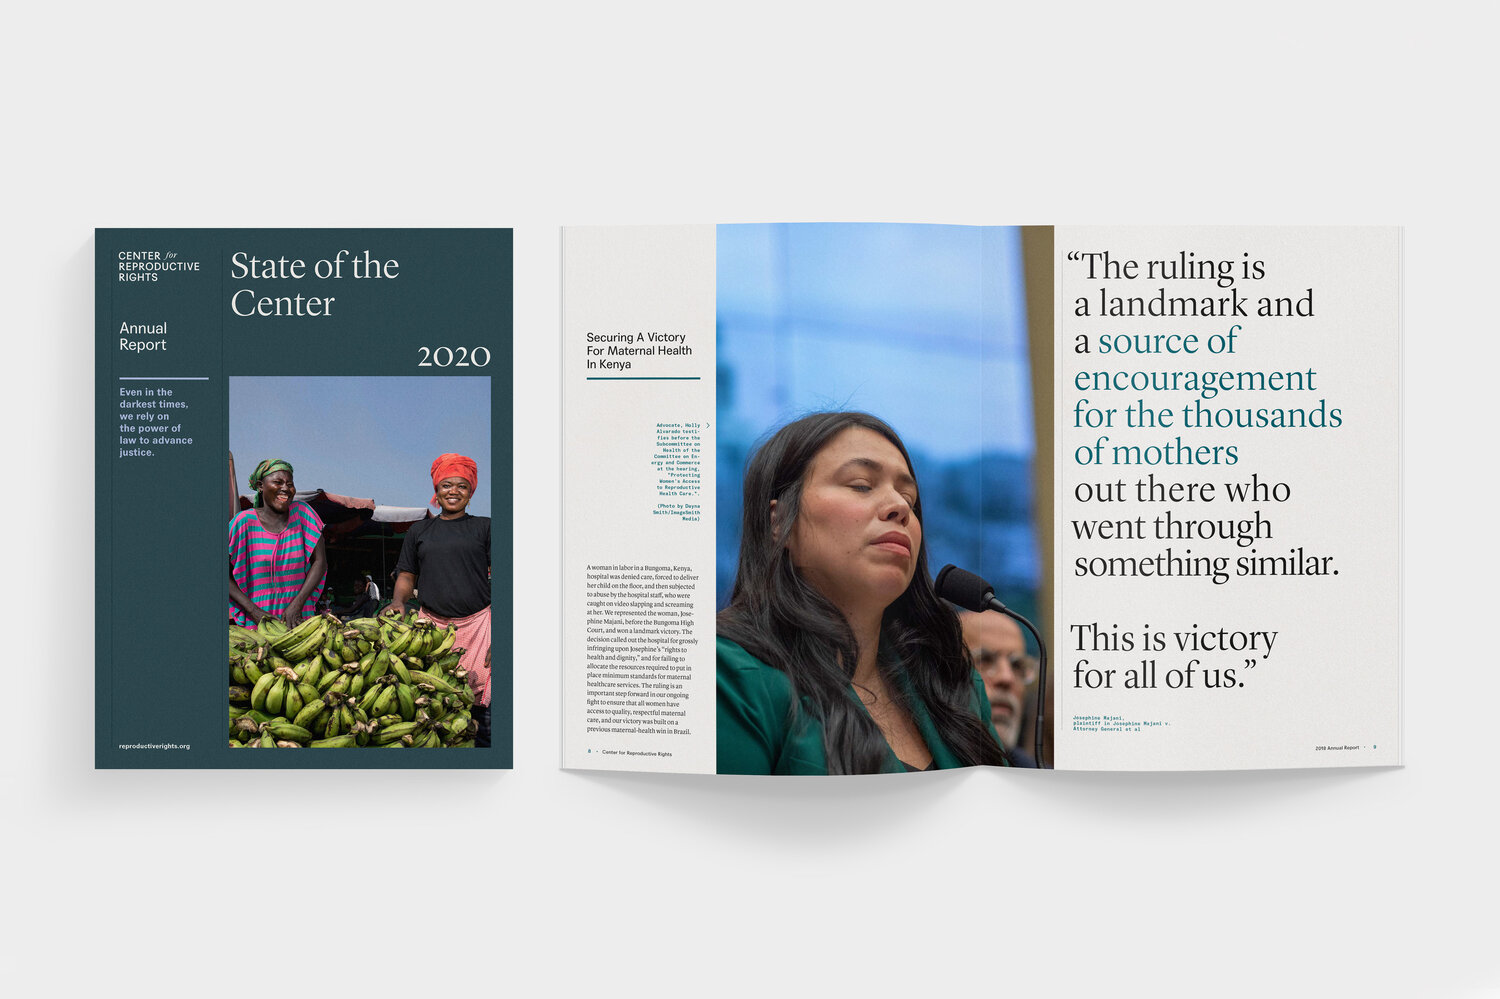 CENTER for
REPRODUCTIVE
RIGHTS
Annual
Report
Even in the
darkest times,
we rely on
the power of
law to advance
justice.
reproductiverights.org
State of the
Center
2020
Securing A Victory
For Maternal Health
In Kenya
Advocate, Holly
Alvarado testi-
fies before the
Subcommittee on
Health of the
Committee on En-
ergy and Commerce
at the hearing,
"Protecting
Women's Access
to Reproductive
Health Care.".
(Photo by Dayna
Smith/ImageSmith
Media)
A woman in labor in a Bungoma, Kenya,
hospital was denied care, forced to deliver
her child on the floor, and then subjected
to abuse by the hospital staff, who were
caught on video slapping and screaming
at her. We represented the woman, Jose-
phine Majani, before the Bungoma High
Court, and won a landmark victory. The
decision called out the hospital for grossly
infringing upon Josephine's "rights to
health and dignity," and for failing to
allocate the resources required to put in
place minimum standards for maternal
healthcare services. The ruling is an
important step forward in our ongoing
fight to ensure that all women have
access to quality, respectful maternal
care, and our victory was built on a
previous maternal-health win in Brazil.
8 • Center for Reproductive Rights
“The ruling is
a landmark and
a source of
encouragement
for the thousands
of mothers
out there who
went through
something similar.
This is victory
for all of us.”
Josephine Majani,
plaintiff in Josephine Majani v.
Attorney General et al
2018 Annual Report • 9